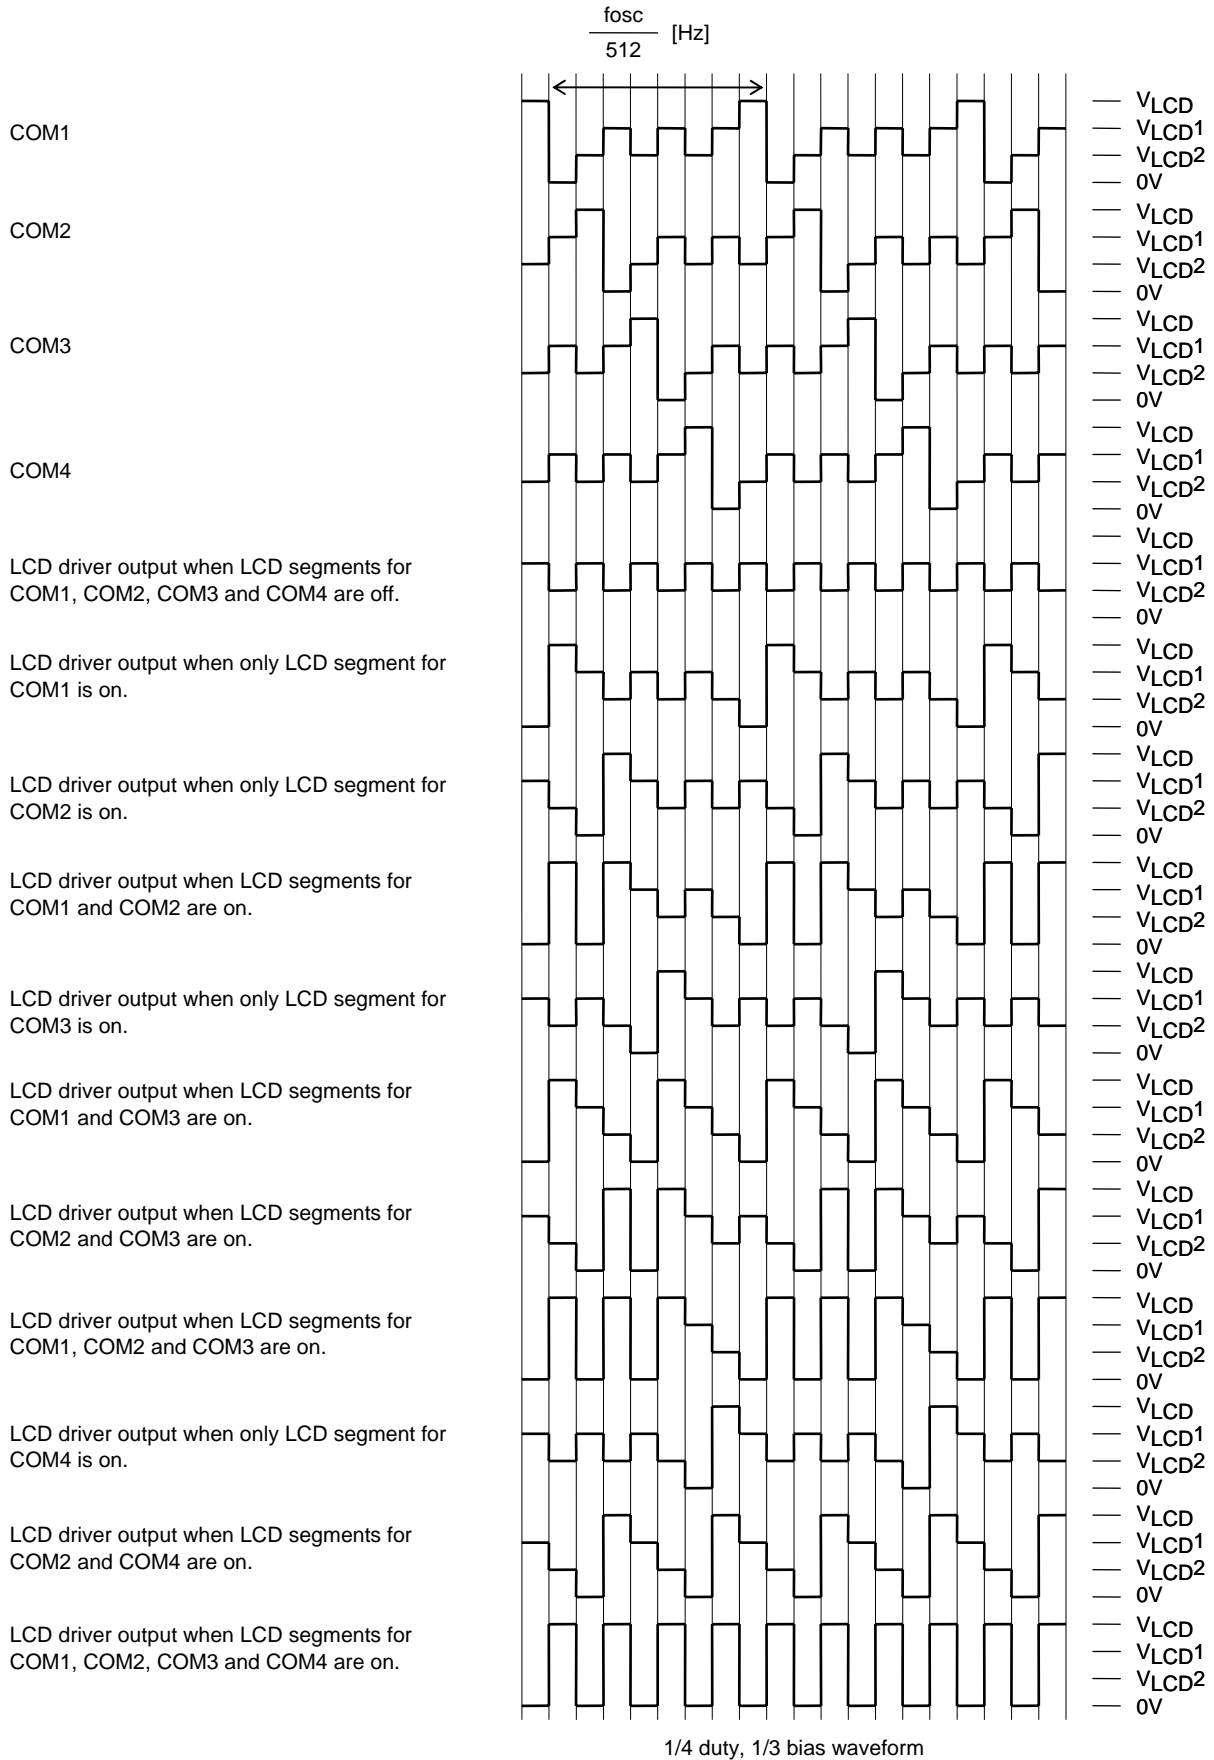 fosc
512
[Hz]
COM1
VLCD
VLCD1
VLCD2
0V
COM2
VLCD
VLCD1
VLCD2
0V
COM3
VLCD
VLCD1
VLCD2
0V
COM4
VLCD
VLCD1
VLCD2
0V
LCD driver output when LCD segments for
COM1, COM2, COM3 and COM4 are off.
VLCD
VLCD1
VLCD2
0V
LCD driver output when only LCD segment for
COM1 is on.
VLCD
VLCD1
VLCD2
0V
LCD driver output when only LCD segment for
COM2 is on.
VLCD
VLCD1
VLCD2
0V
LCD driver output when LCD segments for
COM1 and COM2 are on.
VLCD
VLCD1
VLCD2
0V
LCD driver output when only LCD segment for
COM3 is on.
VLCD
VLCD1
VLCD2
0V
LCD driver output when LCD segments for
COM1 and COM3 are on.
VLCD
VLCD1
VLCD2
0V
LCD driver output when LCD segments for
COM2 and COM3 are on.
VLCD
VLCD1
VLCD2
0V
LCD driver output when LCD segments for
COM1, COM2 and COM3 are on.
VLCD
VLCD1
VLCD2
0V
LCD driver output when only LCD segment for
COM4 is on.
VLCD
VLCD1
VLCD2
0V
LCD driver output when LCD segments for
COM2 and COM4 are on.
VLCD
VLCD1
VLCD2
0V
LCD driver output when LCD segments for
COM1, COM2, COM3 and COM4 are on.
VLCD
VLCD1
VLCD2
0V
1/4 duty, 1/3 bias waveform